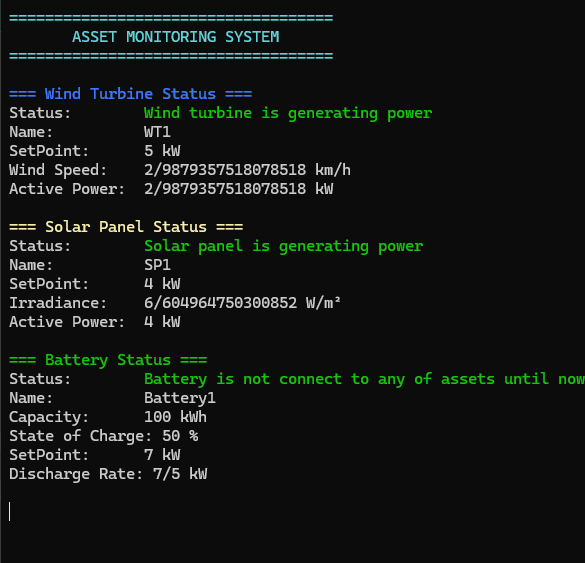 ====================================
ASSET MONITORING SYSTEM
====================================
=== Wind Turbine Status ===
Status: Wind turbine is generating power
Name: WT1
SetPoint: 5 kW
Wind Speed: 2/9879357518078518 km/h
Active Power: 2/9879357518078518 kW
=== Solar Panel Status ===
Status: Solar panel is generating power
Name: SP1
SetPoint: 4 kW
Irradiance: 6/604964750300852 W/m²
Active Power: 4 kW
=== Battery Status ===
Status: Battery is not connect to any of assets until now
Name: Battery1
Capacity: 100 kWh
State of Charge: 50 %
SetPoint: 7 kW
Discharge Rate: 7/5 kW